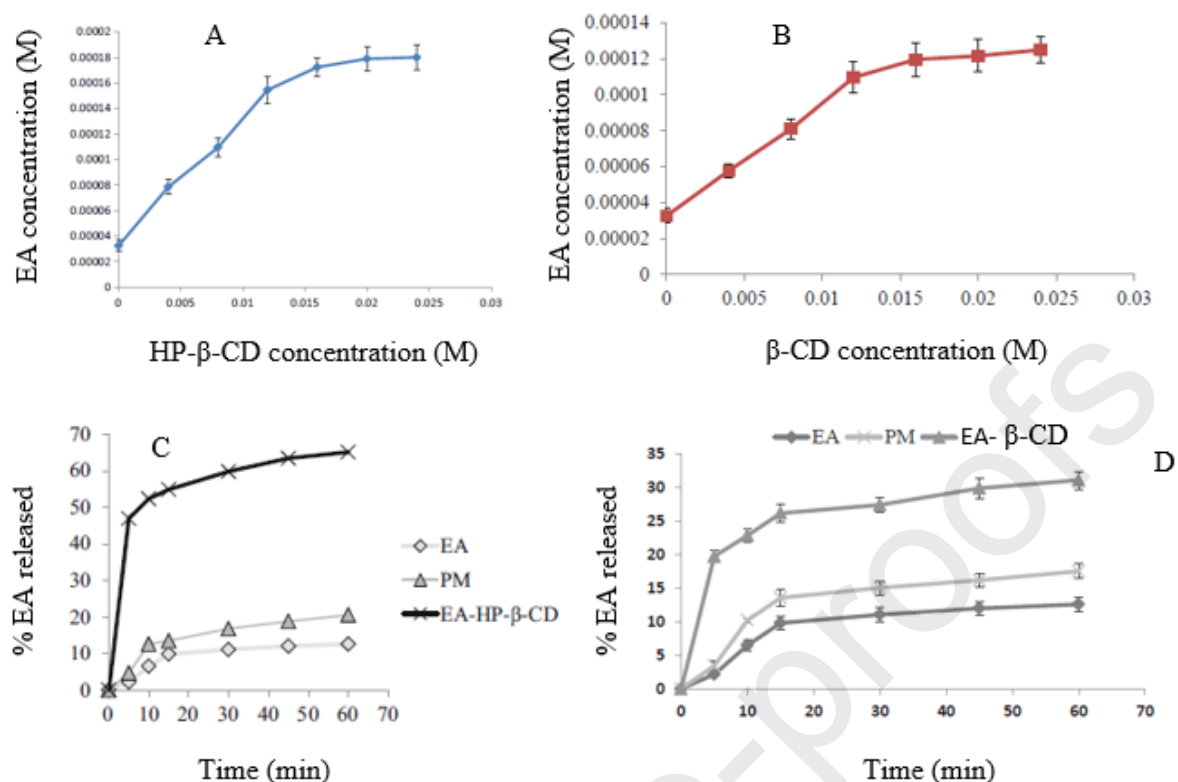 A
EA concentration (M)
0.0002
0.00018
0.00016
0.00014
0.00012
0.0001
0.00008
0.00006
0.00004
0.00002
0
0 0.005 0.01 0.015 0.02 0.025 0.03
HP-β-CD concentration (M)
B
EA concentration (M)
0.00014
0.00012
0.0001
0.00008
0.00006
0.00004
0.00002
0
0 0.005 0.01 0.015 0.02 0.025 0.03
β-CD concentration (M)
C
% EA released
70
60
50
40
30
20
10
0
0 10 20 30 40 50 60 70
Time (min)
EA
PM
EA-HP-β-CD
EA PM EA- β-CD
D
% EA released
35
30
25
20
15
10
5
0
0 10 20 30 40 50 60 70
Time (min)